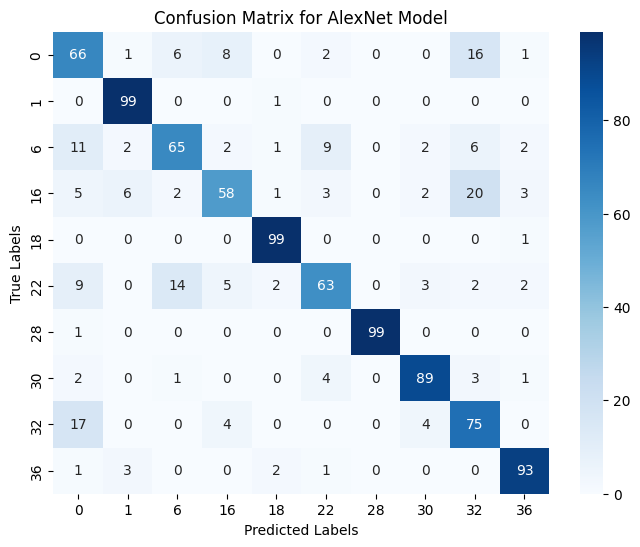 Confusion Matrix for AlexNet Model
0 66 1 6 8 0 2 0 0 16 1
1 0 99 0 0 1 0 0 0 0 0
6 11 2 65 2 1 9 0 2 6 2
16 5 6 2 58 1 3 0 2 20 3
18 0 0 0 0 99 0 0 0 0 1
22 9 0 14 5 2 63 0 3 2 2
28 1 0 0 0 0 0 99 0 0 0
30 2 0 1 0 0 4 0 89 3 1
32 17 0 0 4 0 0 0 4 75 0
36 1 3 0 0 2 1 0 0 0 93
0 1 6 16 18 22 28 30 32 36
Predicted Labels
True Labels
80
60
40
20
0